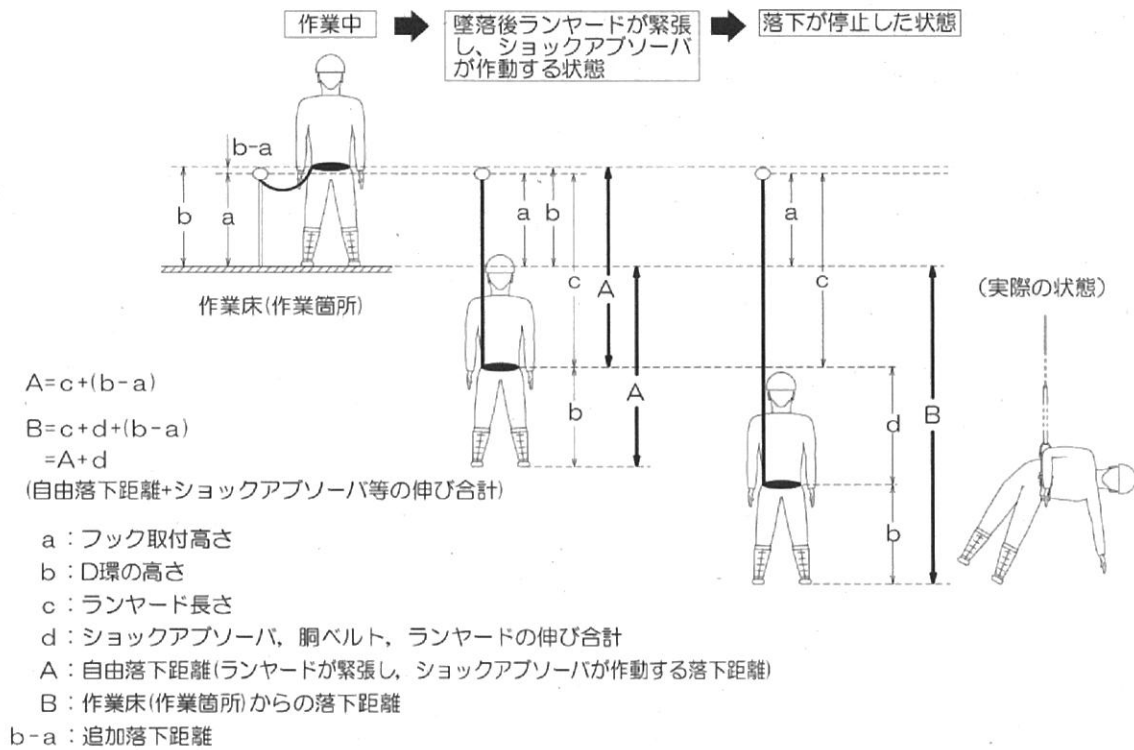 作業中
墜落後ランヤードが緊張
し、ショックアブソーバ
が作動する状態
落下が停止した状態
b-a
b
a
a
b
c
A
A
b
a
c
d
B
b
作業床(作業箇所)
(実際の状態)
A=c+(b-a)
B=c+d+(b-a)
=A+d
(自由落下距離+ショックアブソーバ等の伸び合計)
a：フック取付高さ
b：D環の高さ
c：ランヤード長さ
d：ショックアブソーバ，胴ベルト，ランヤードの伸び合計
A：自由落下距離(ランヤードが緊張し，ショックアブソーバが作動する落下距離)
B：作業床(作業箇所)からの落下距離
b-a：追加落下距離